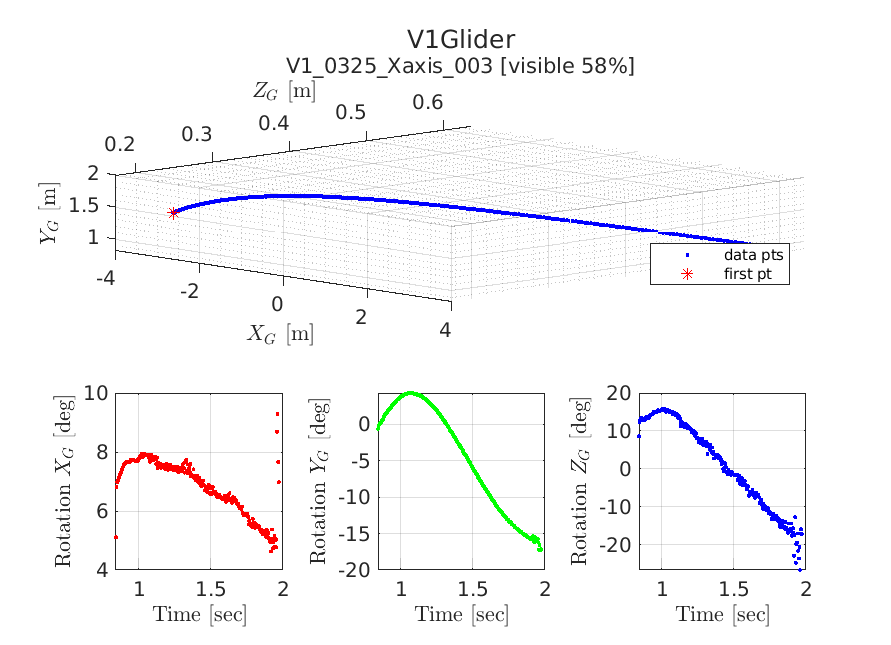 V1Glider
V1_0325_Xaxis_003 [visible 58%]
Z_G [m]
0.2 0.3 0.4 0.5 0.6
Y_G [m]
2
1.5
1
-4 -2 0 2 4
X_G [m]
data pts
first pt
Rotation X_G [deg]
10
8
6
4
1 1.5 2
Time [sec]
Rotation Y_G [deg]
0
-5
-10
-15
-20
1 1.5 2
Time [sec]
Rotation Z_G [deg]
20
10
0
-10
-20
1 1.5 2
Time [sec]